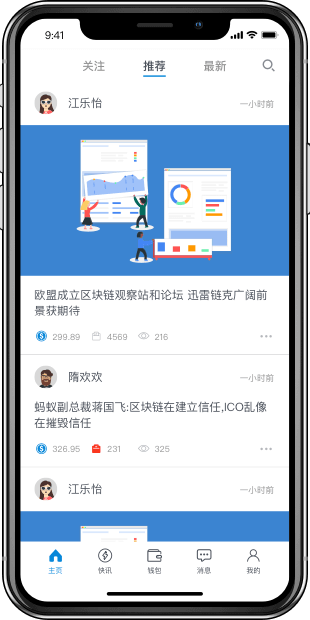 9:41
关注 推荐 最新
江乐怡 一小时前
欧盟成立区块链观察站和论坛 迅雷链克广阔前
景获期待
299.89 4569 216
隋欢欢 一小时前
蚂蚁副总裁蒋国飞:区块链在建立信任,ICO乱像
在摧毁信任
326.95 231 325
江乐怡 一小时前
主页 快讯 钱包 消息 我的